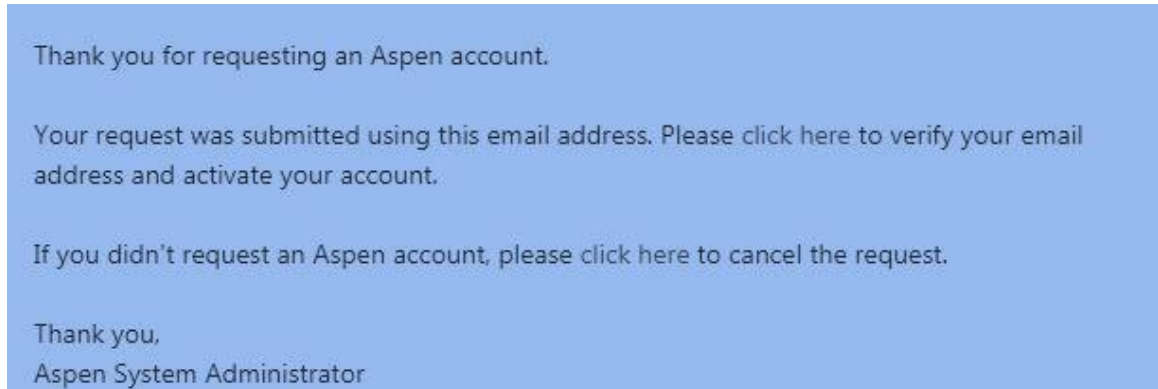 Thank you for requesting an Aspen account.
Your request was submitted using this email address. Please click here to verify your email
address and activate your account.
If you didn't request an Aspen account, please click here to cancel the request.
Thank you,
Aspen System Administrator